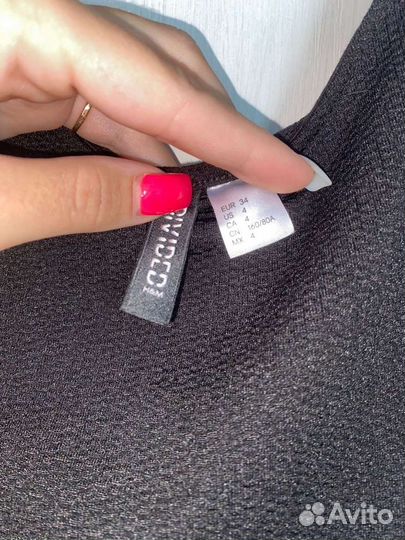 DIVIDED
H&M
EUR 34
US 4
CA 4
CN 160/80A
MX 4
Avito